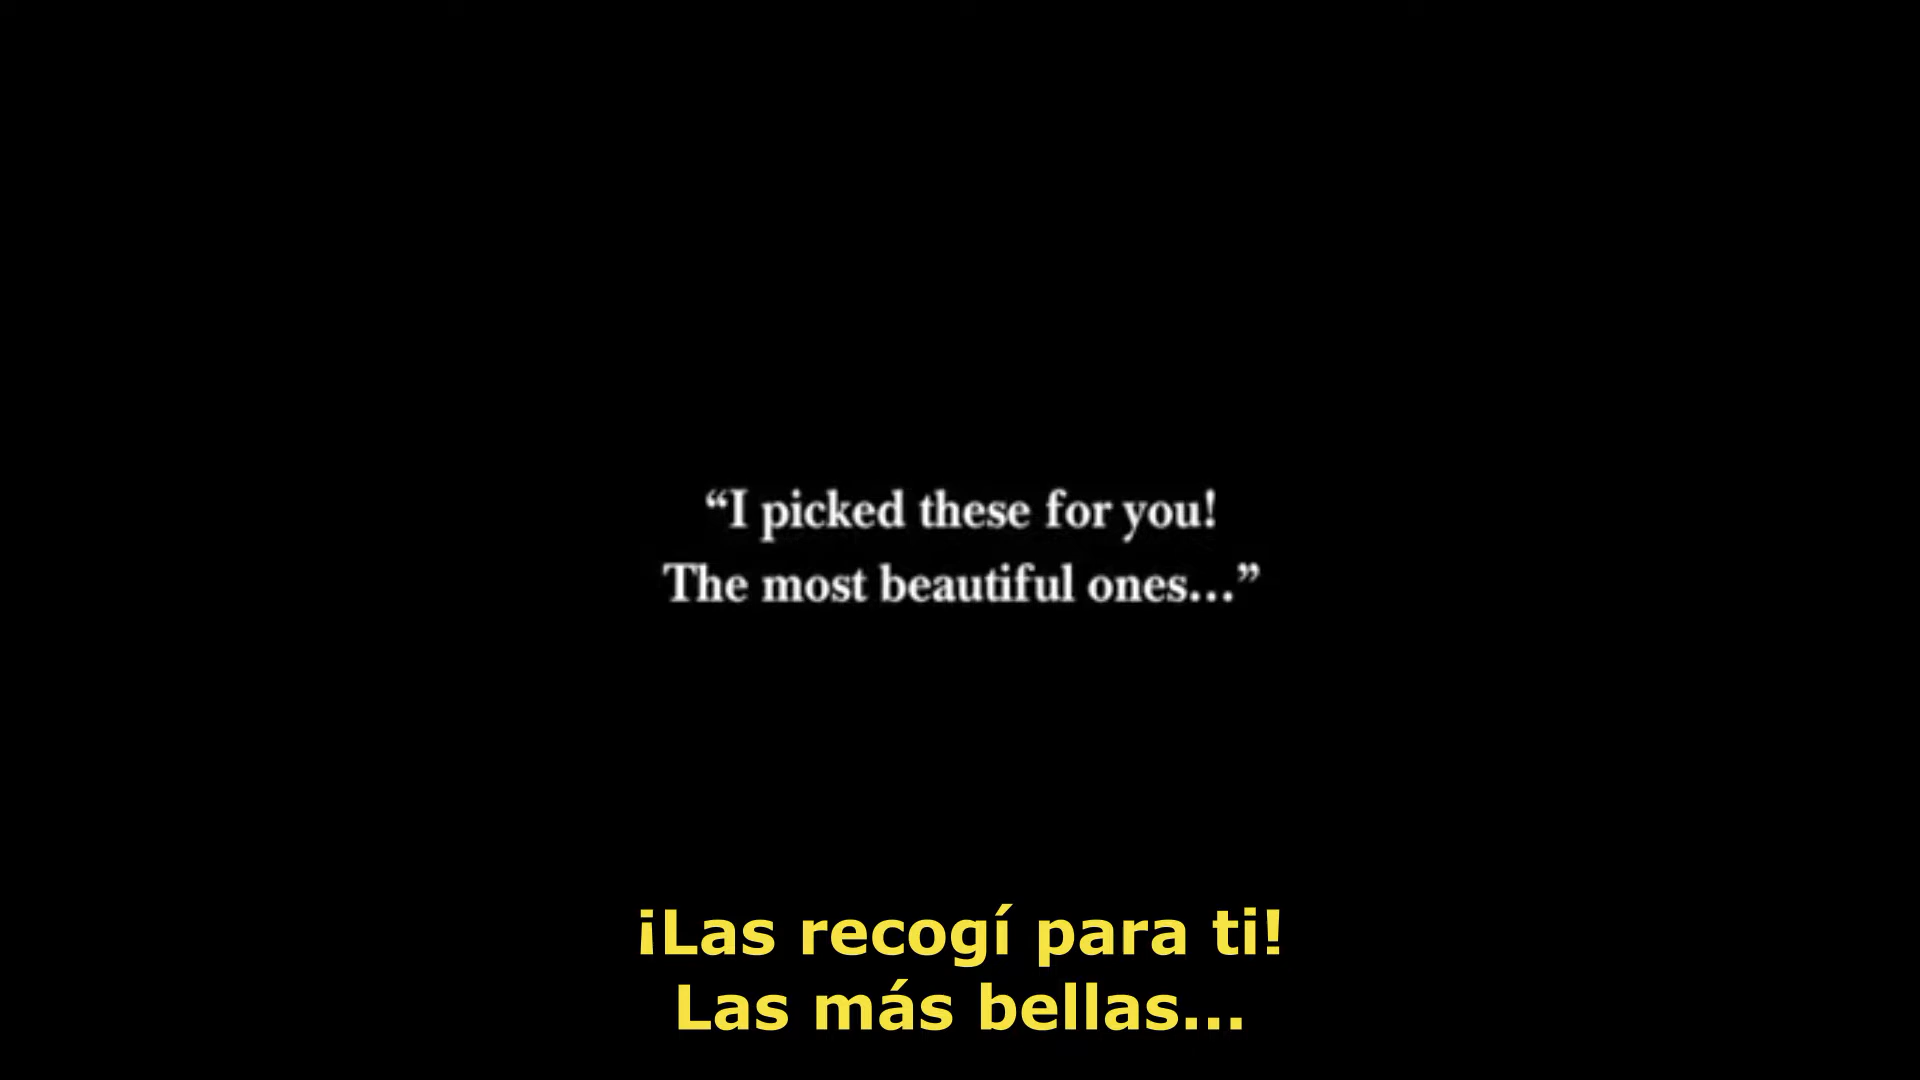 “I picked these for you!
The most beautiful ones...”
¡Las recogí para ti!
Las más bellas...